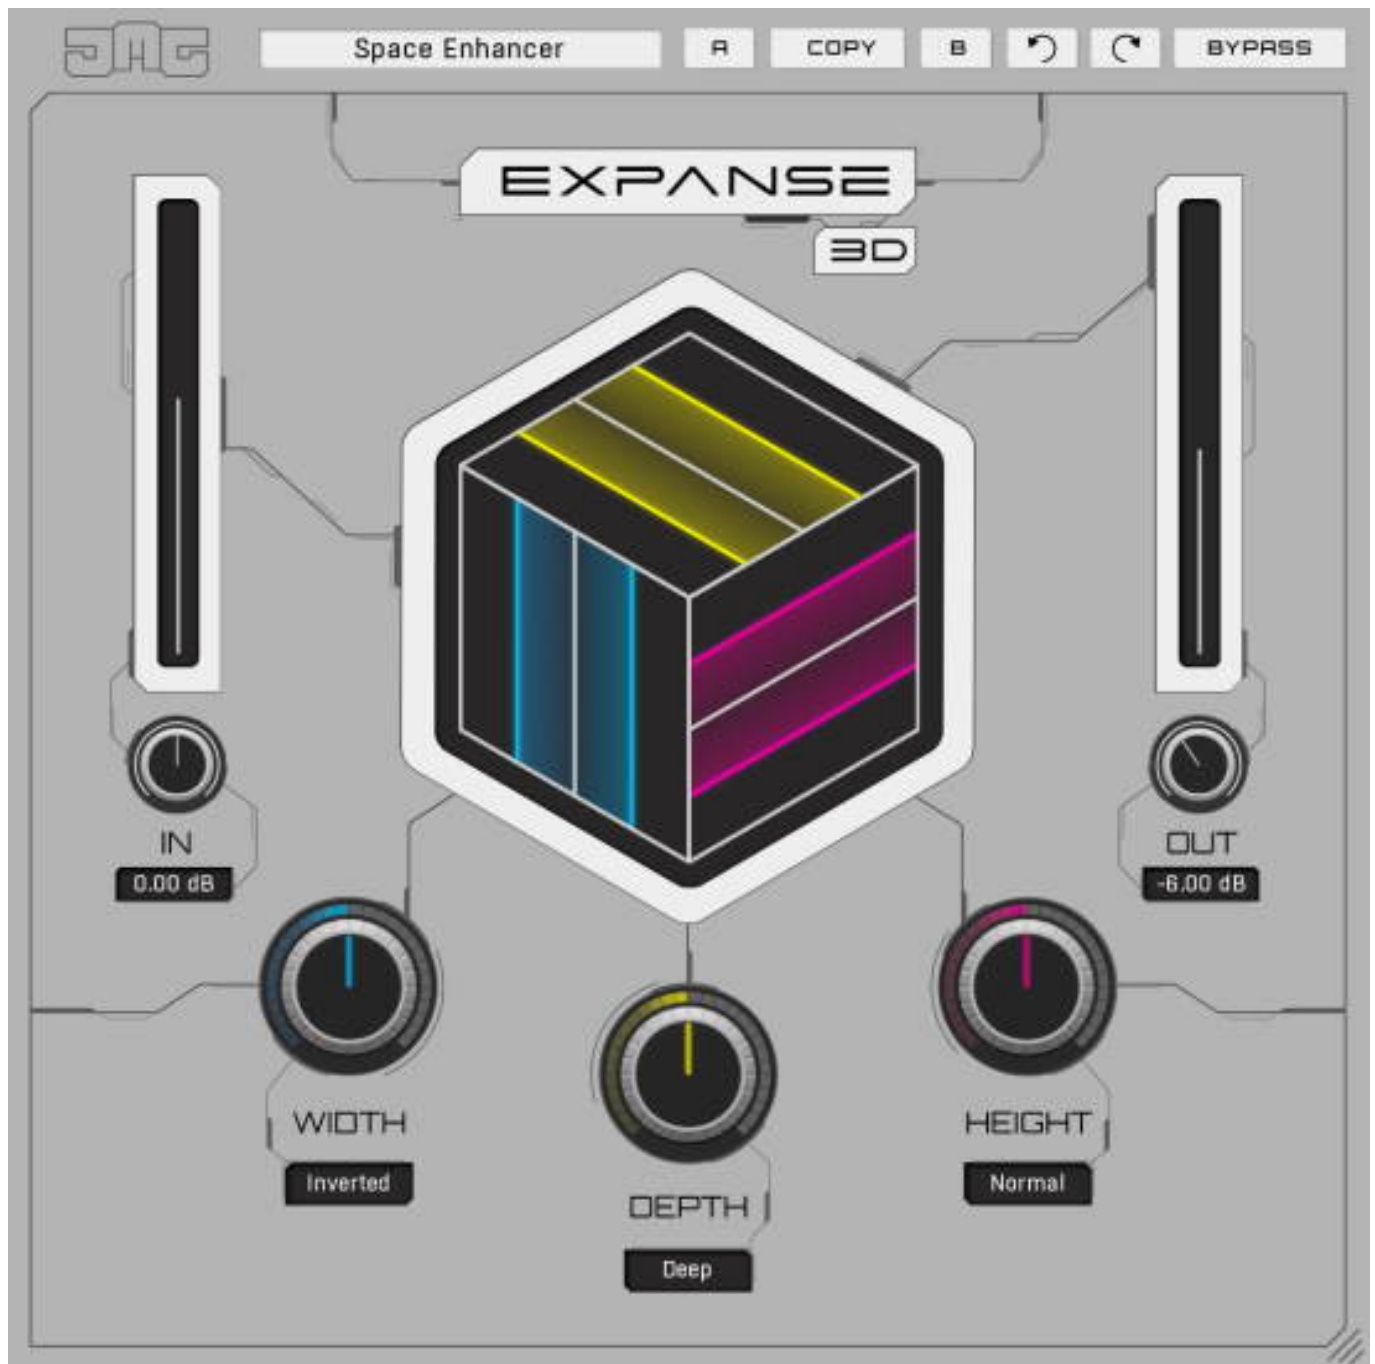 Space Enhancer
A
COPY
B
BYPASS
EXPANSE
3D
IN
0.00 dB
OUT
-6.00 dB
WIDTH
Inverted
DEPTH
Deep
HEIGHT
Normal